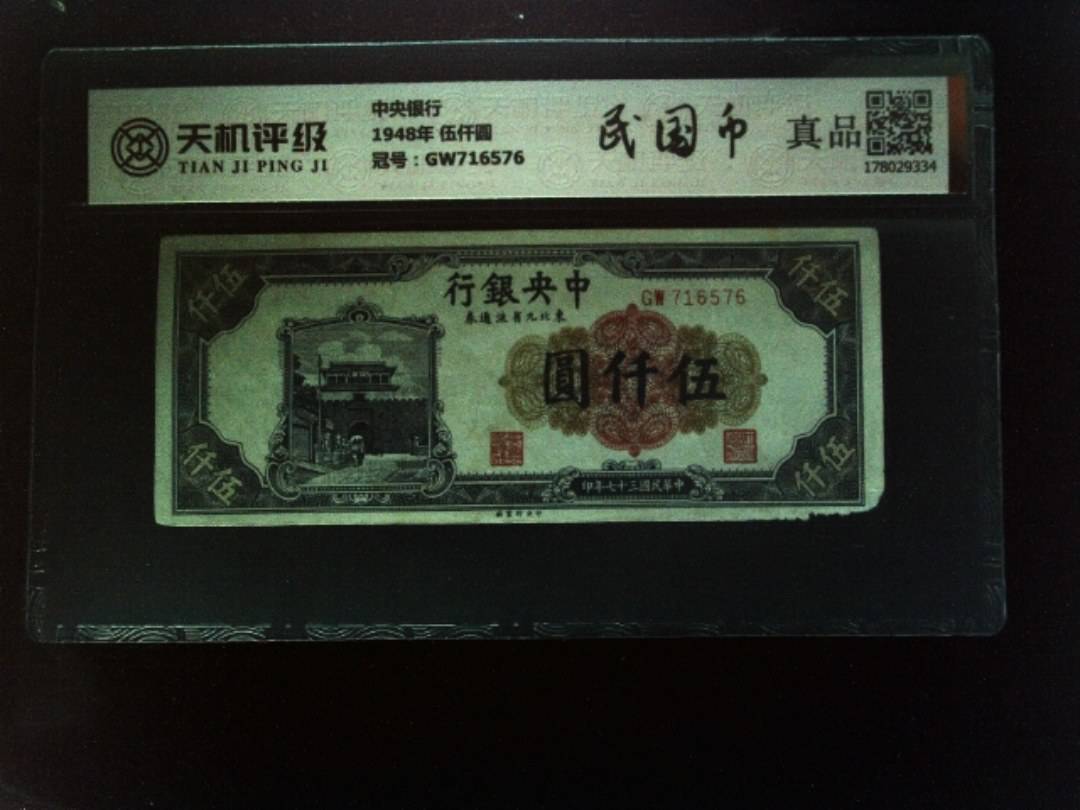 天机评级
TIAN JI PING JI
中央银行
1948年 伍仟圆
冠号：GW716576
民国币
真品
178029334
行銀央中
券通流省九北東
GW 716576
圓仟伍
仟伍
仟伍
仟伍
仟伍
印年七十三國民華中